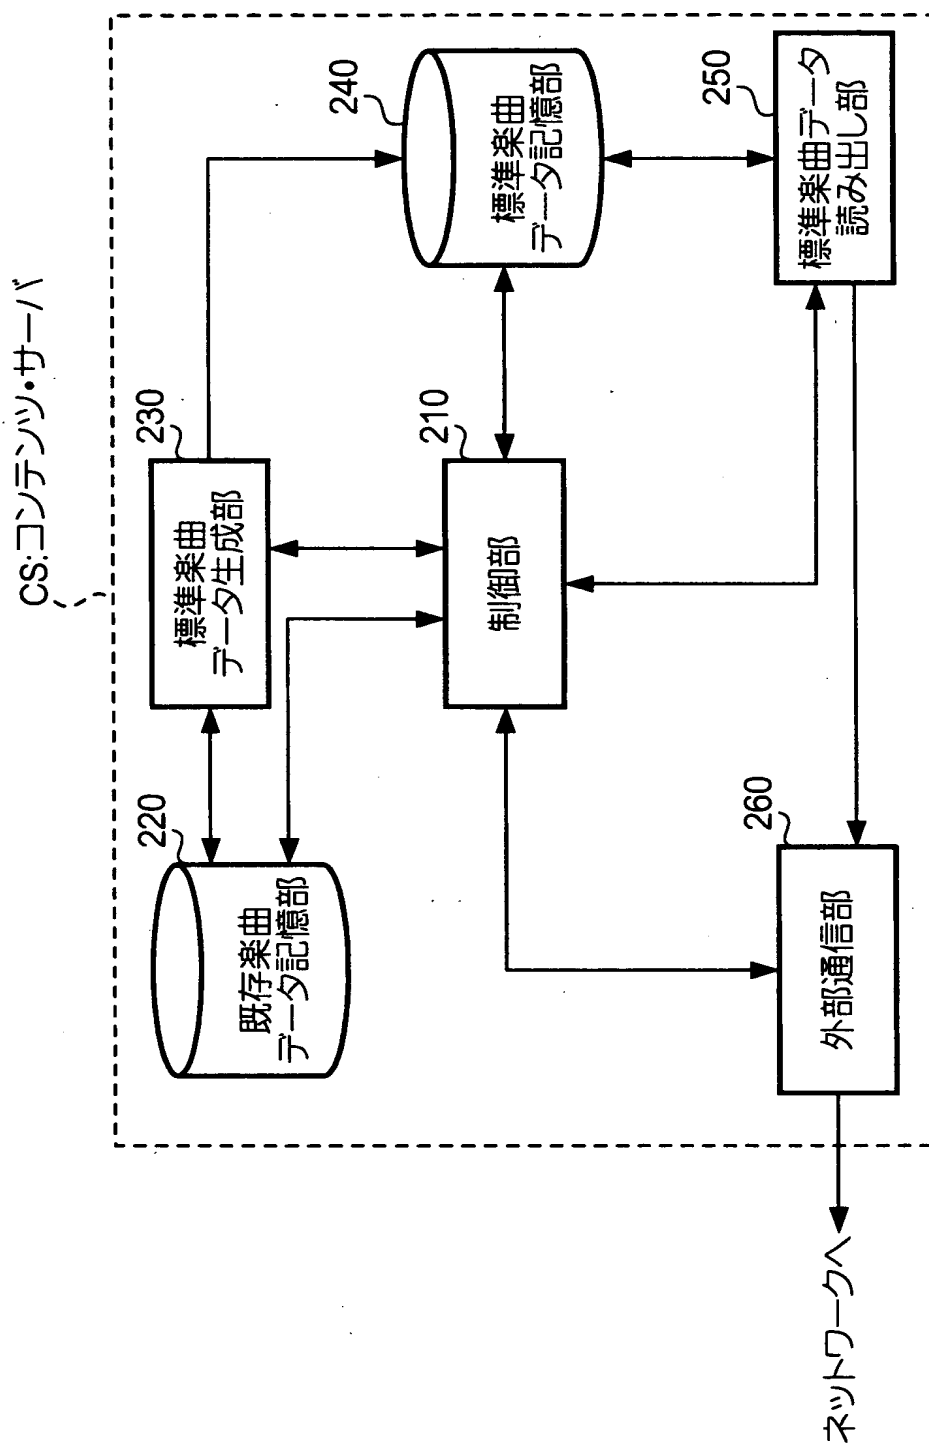 CS:コンテンツ・サーバ
220
既存楽曲
データ記憶部
230
標準楽曲
データ生成部
240
標準楽曲
データ記憶部
210
制御部
260
外部通信部
250
標準楽曲データ
読み出し部
ネットワークへ